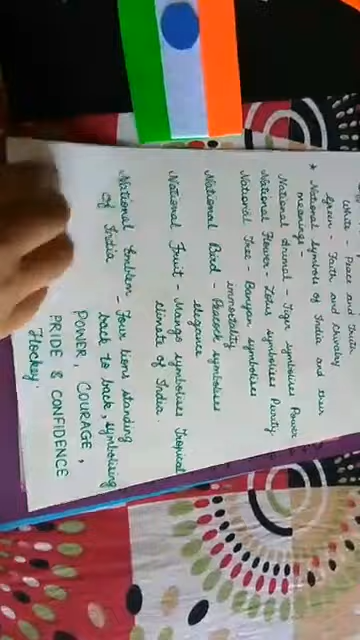 White - Peace and Truth
Green - Faith and Chivalry
* National Symbols of India and their
meanings -
National Animal - Tiger symbolises Power
National Flower - Lotus symbolises Purity
National Tree - Banyan symbolises
immortality
National Bird - Peacock symbolises
elegance
National Fruit - Mango symbolises Tropical
climate of India.
National Emblem - Four lions standing
of India back to back, symbolising
POWER, COURAGE,
PRIDE & CONFIDENCE
Hockey.